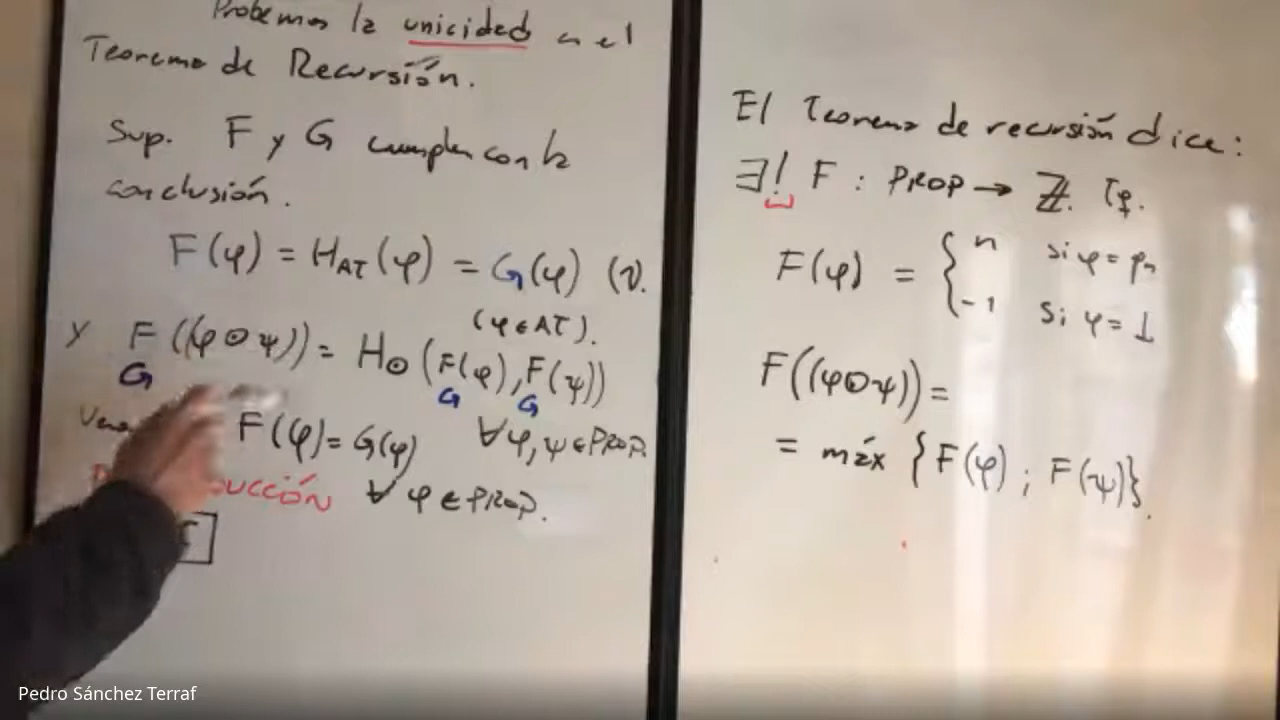 Probemos la unicidad en el
Teorema de Recursión.
Sup. F y G cumplen con la
conclusión.
F(φ) = H_AT(φ) = G(φ)
(φ∈AT).
y F((φ⊙ψ)) = H⊙(F(φ),F(ψ))
G G G
F(φ)=G(φ) ∀φ,ψ∈PROP.
UCCIÓN ∀ φ∈PROP.
El Teorema de recursión dice:
∃! F : PROP → ℤ. Tq.
F(φ) = { n si φ=pₙ
-1 si φ=⊥
F((φ⊙ψ)) =
= máx {F(φ) ; F(ψ)}.
Pedro Sánchez Terraf